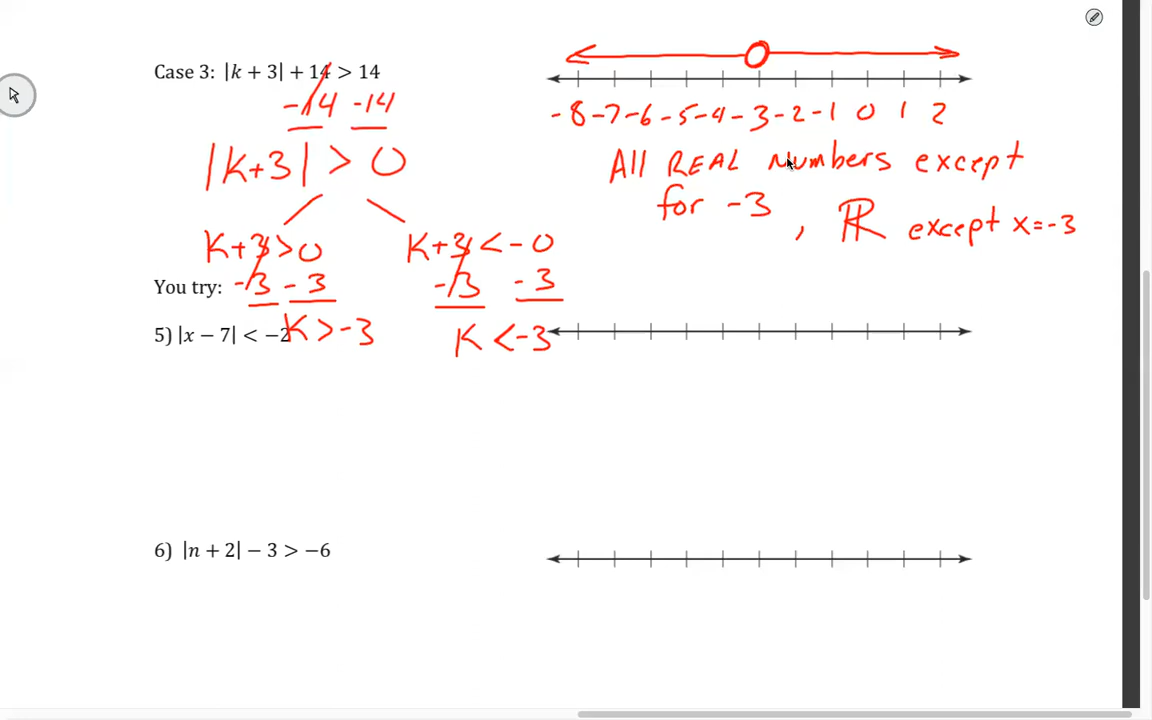 Case 3: |k + 3| + 14 > 14
-14 -14
|K+3| > 0
K+3>0 K+3<-0
-3 -3 -3 -3
K>-3 K<-3
-8 -7 -6 -5 -4 -3 -2 -1 0 1 2
All REAL numbers except
for -3 , ℝ except x=-3
You try:
5) |x − 7| < −2
6) |n + 2| − 3 > −6